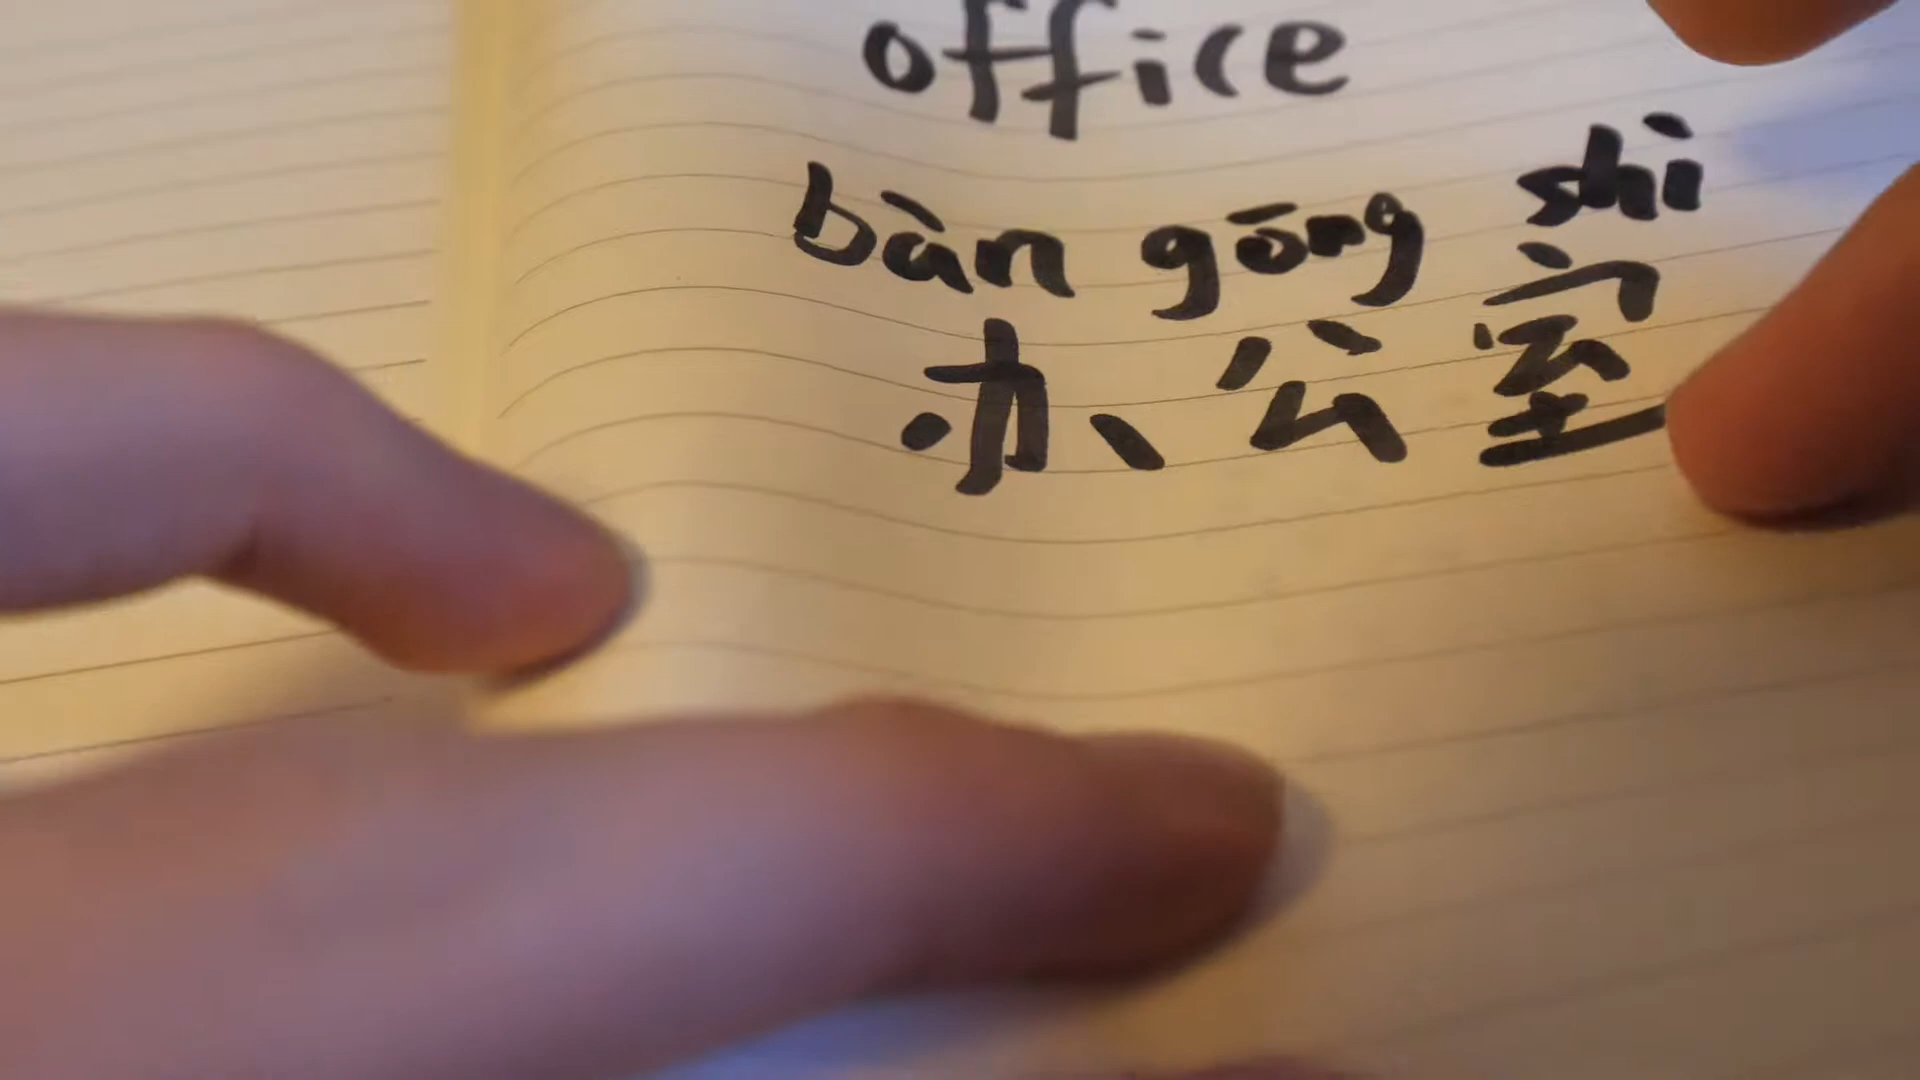 office
bàn gōng shì
办公室